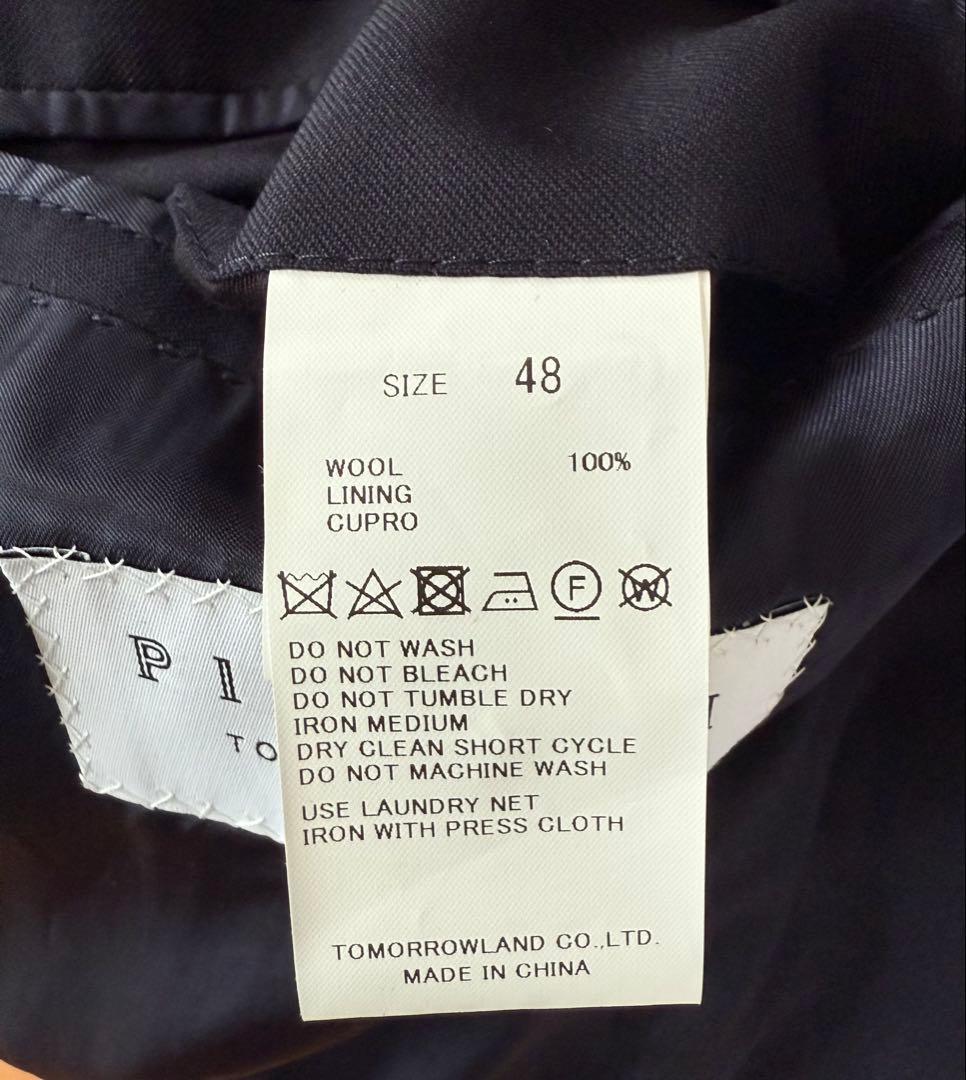 SIZE 48
WOOL 100%
LINING
CUPRO
F W
DO NOT WASH
DO NOT BLEACH
DO NOT TUMBLE DRY
IRON MEDIUM
DRY CLEAN SHORT CYCLE
DO NOT MACHINE WASH
USE LAUNDRY NET
IRON WITH PRESS CLOTH
TOMORROWLAND CO.,LTD.
MADE IN CHINA
P I
TO